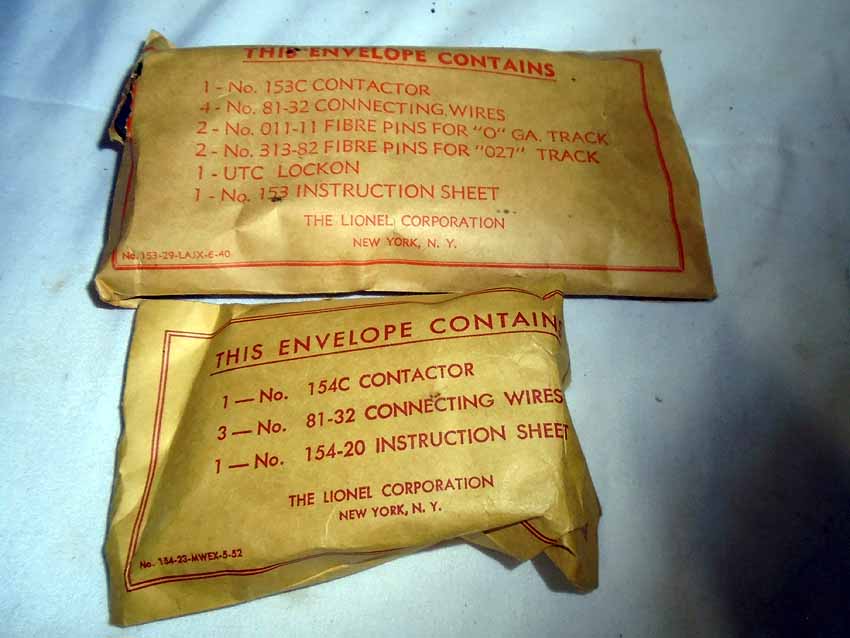 THIS ENVELOPE CONTAINS
1 - No. 153C CONTACTOR
4 - No. 81-32 CONNECTING WIRES
2 - No. 011-11 FIBRE PINS FOR "O" GA. TRACK
2 - No. 313-82 FIBRE PINS FOR "027" TRACK
1 - UTC LOCKON
1 - No. 153 INSTRUCTION SHEET
THE LIONEL CORPORATION
NEW YORK, N. Y.
No. 153-29-LAJX-6-40
THIS ENVELOPE CONTAINS
1 — No. 154C CONTACTOR
3 — No. 81-32 CONNECTING WIRES
1 — No. 154-20 INSTRUCTION SHEET
THE LIONEL CORPORATION
NEW YORK, N. Y.
No. 154-23-MWEX-5-52